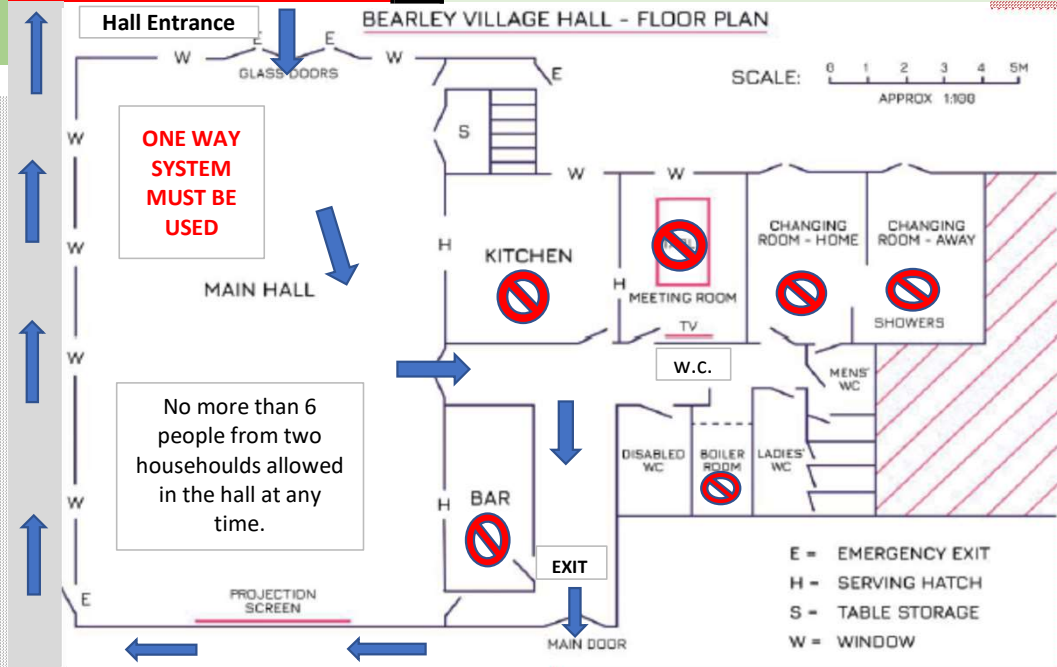 Hall Entrance
BEARLEY VILLAGE HALL - FLOOR PLAN
E
E
W
W
GLASS DOORS
E
SCALE:
0 1 2 3 4 5M
APPROX 1:100
W
ONE WAY
SYSTEM
MUST BE
USED
S
W
W
W
H
KITCHEN
H
MEETING ROOM
TV
CHANGING
ROOM - HOME
CHANGING
ROOM - AWAY
SHOWERS
MAIN HALL
W
W.C.
MENS'
WC
No more than 6
people from two
househoulds allowed
in the hall at any
time.
DISABLED
WC
BOILER
ROOM
LADIES'
WC
W
H
BAR
EXIT
E
PROJECTION
SCREEN
MAIN DOOR
E = EMERGENCY EXIT
H = SERVING HATCH
S = TABLE STORAGE
W = WINDOW